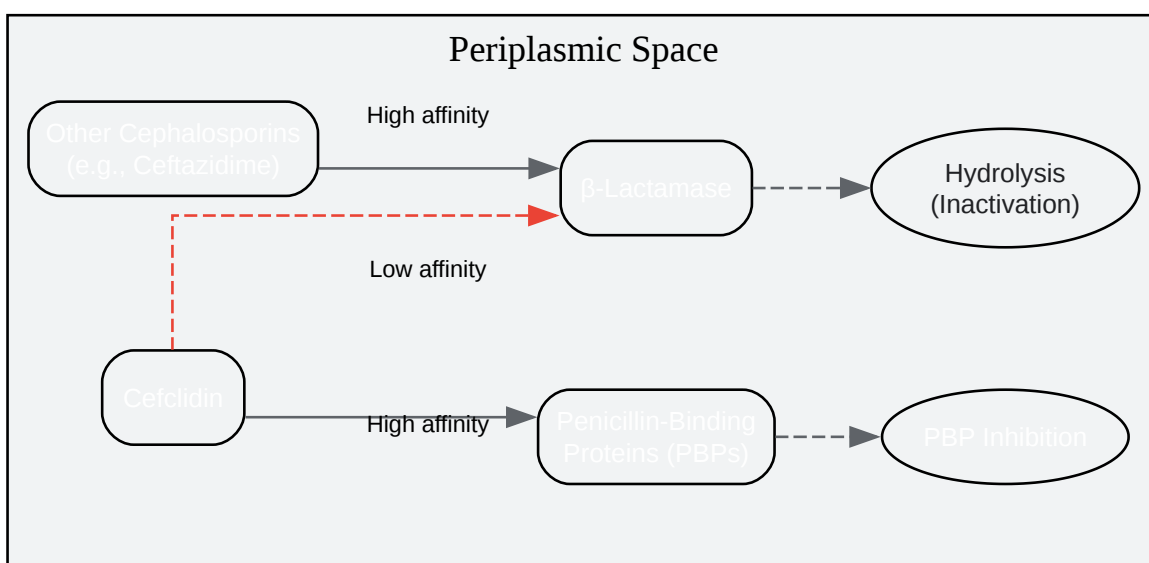 Periplasmic Space
Other Cephalosporins
(e.g., Ceftazidime)
High affinity
β-Lactamase
Hydrolysis
(Inactivation)
Low affinity
Cefclidin
High affinity
Penicillin-Binding
Proteins (PBPs)
PBP Inhibition